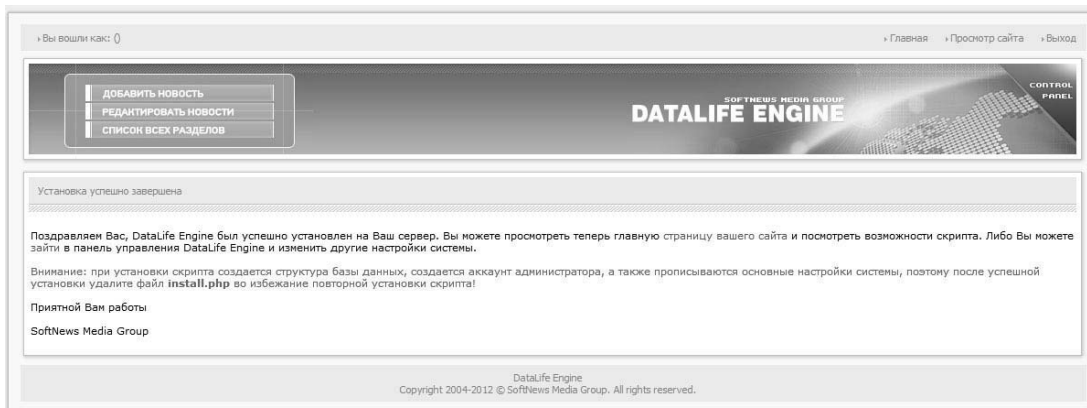 › Вы вошли как: ()
› Главная › Просмотр сайта › Выход
ДОБАВИТЬ НОВОСТЬ
РЕДАКТИРОВАТЬ НОВОСТИ
СПИСОК ВСЕХ РАЗДЕЛОВ
SOFTNEWS MEDIA GROUP
DATALIFE ENGINE
CONTROL
PANEL
Установка успешно завершена
Поздравляем Вас, DataLife Engine был успешно установлен на Ваш сервер. Вы можете просмотреть теперь главную страницу вашего сайта и посмотреть возможности скрипта. Либо Вы можете
зайти в панель управления DataLife Engine и изменить другие настройки системы.
Внимание: при установки скрипта создается структура базы данных, создается аккаунт администратора, а также прописываются основные настройки системы, поэтому после успешной
установки удалите файл install.php во избежание повторной установки скрипта!
Приятной Вам работы
SoftNews Media Group
DataLife Engine
Copyright 2004-2012 © SoftNews Media Group. All rights reserved.